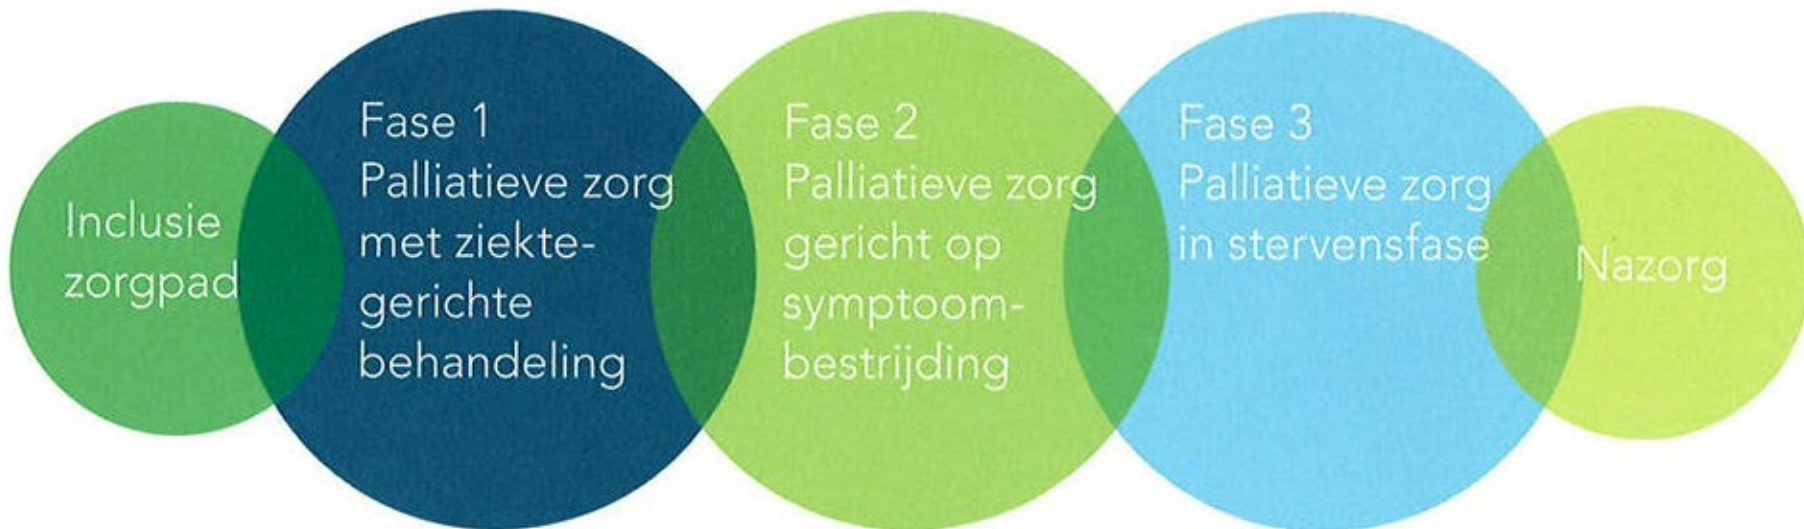 Inclusie
zorgpad
Fase 1
Palliatieve zorg
met ziekte-
gerichte
behandeling
Fase 2
Palliatieve zorg
gericht op
symptoom-
bestrijding
Fase 3
Palliatieve zorg
in stervensfase
Nazorg